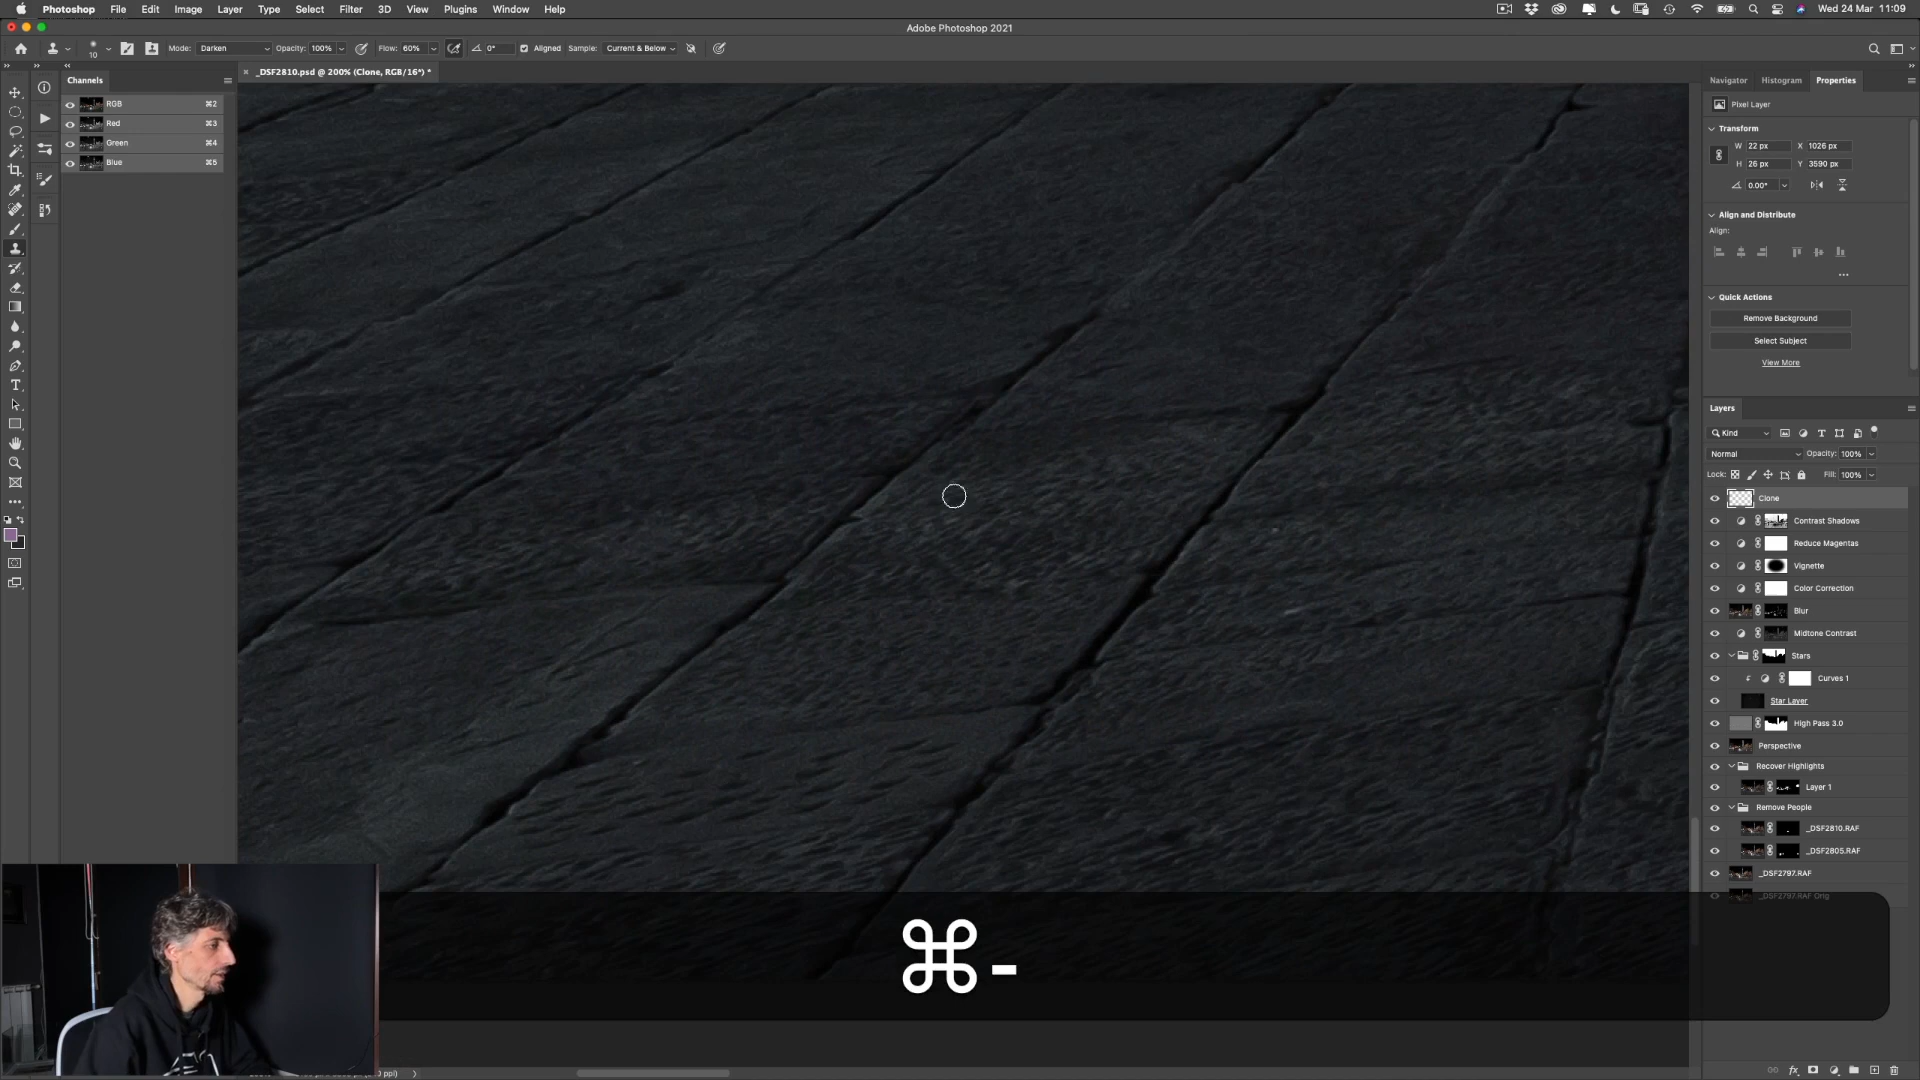 Photoshop File Edit Image Layer Type Select Filter 3D View Plugins Window Help Wed 24 Mar 11:09
Adobe Photoshop 2021
10 Mode: Darken Opacity: 100% Flow: 60% 0° Aligned Sample: Current & Below
Channels
_DSF2810.psd @ 200% (Clone, RGB/16*) *
RGB ⌘2
Red ⌘3
Green ⌘4
Blue ⌘5
Navigator Histogram Properties
Pixel Layer
Transform
W 22 px X 1026 px
H 26 px Y 3590 px
0.00°
Align and Distribute
Align:
Quick Actions
Remove Background
Select Subject
View More
Layers
Kind
Normal Opacity: 100%
Lock: Fill: 100%
Clone
Contrast Shadows
Reduce Magentas
Vignette
Color Correction
Blur
Midtone Contrast
Stars
Curves 1
Star Layer
High Pass 3.0
Perspective
Recover Highlights
Layer 1
Remove People
_DSF2810.RAF
_DSF2805.RAF
_DSF2797.RAF
_DSF2797.RAF Orig
⌘-